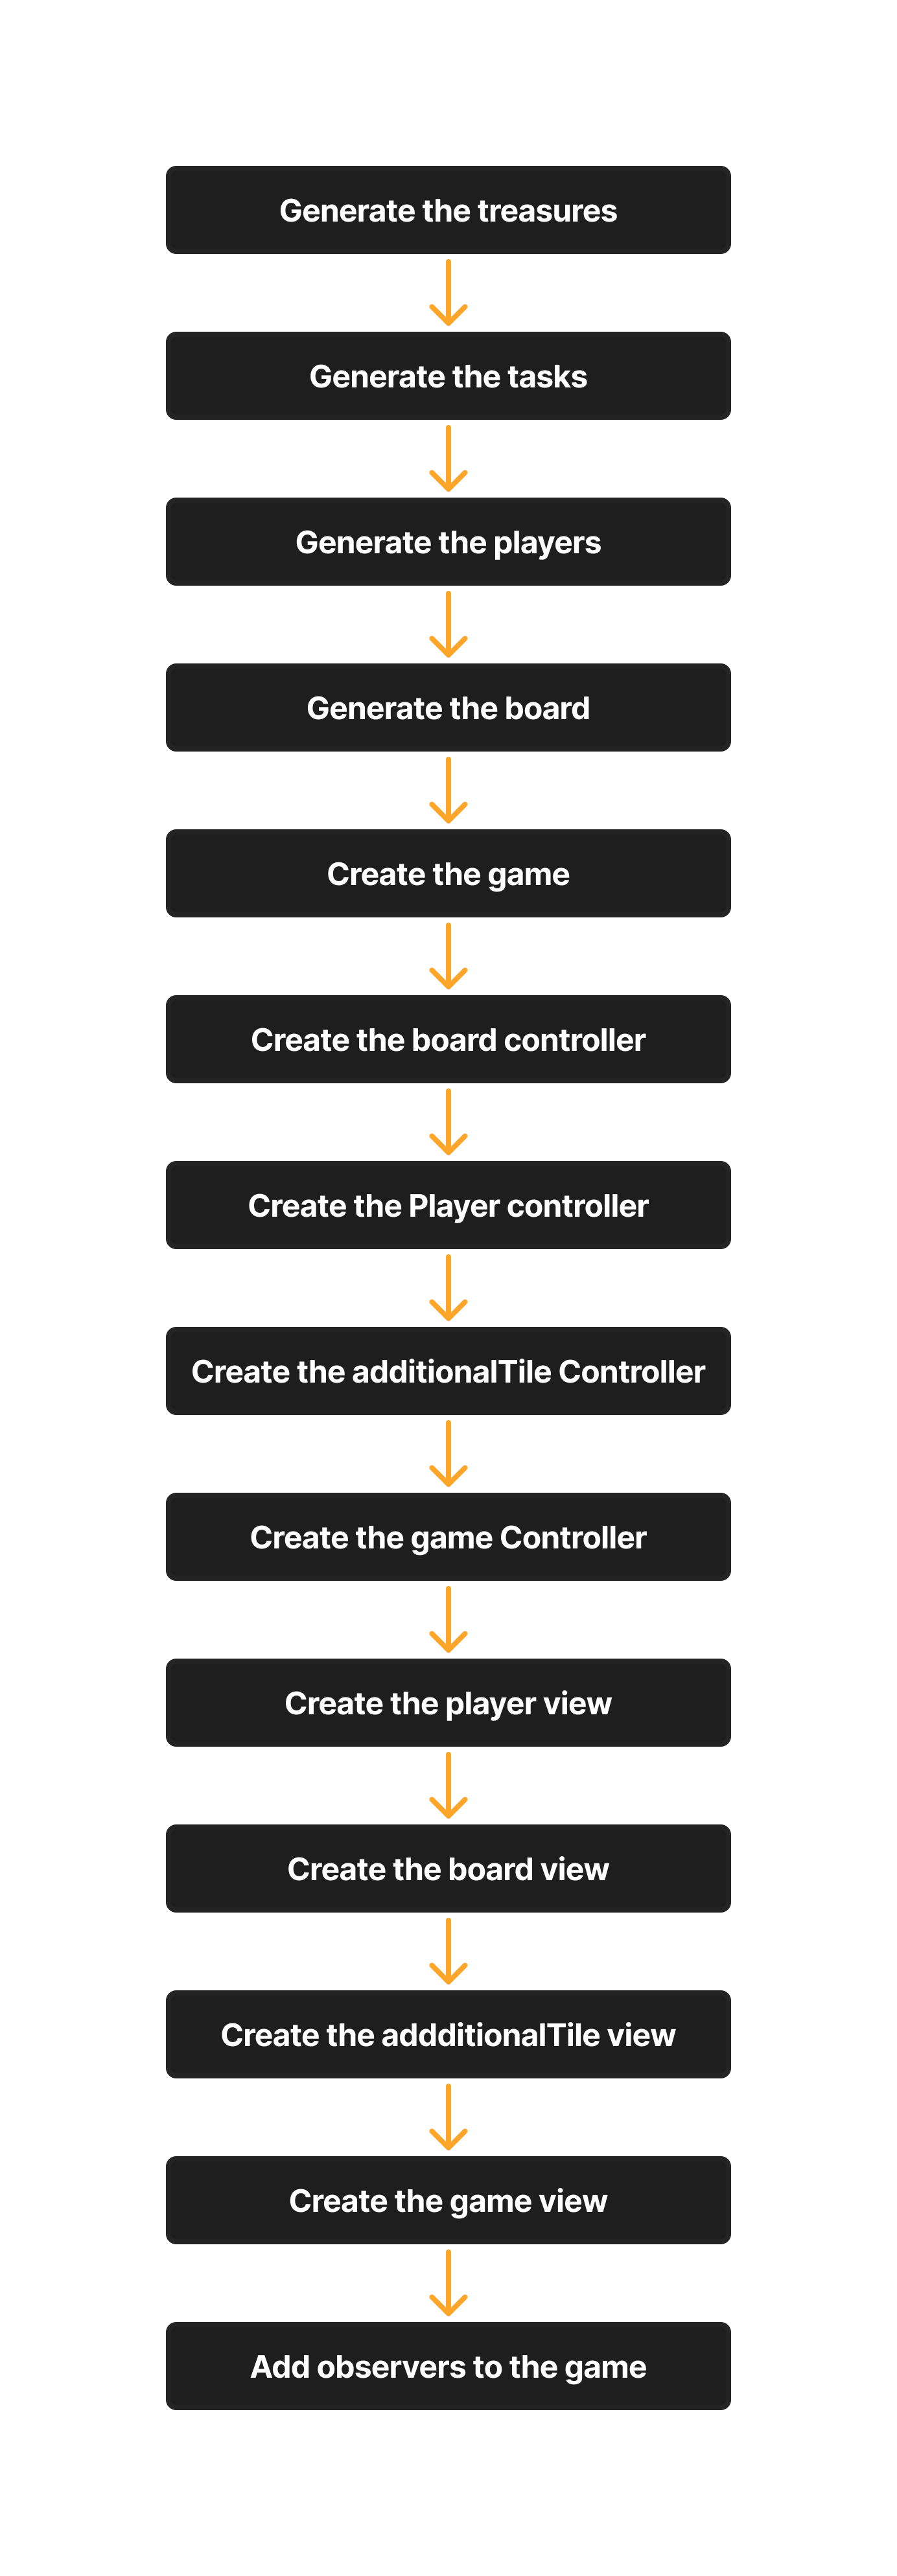 Generate the treasures
Generate the tasks
Generate the players
Generate the board
Create the game
Create the board controller
Create the Player controller
Create the additionalTile Controller
Create the game Controller
Create the player view
Create the board view
Create the addditionalTile view
Create the game view
Add observers to the game